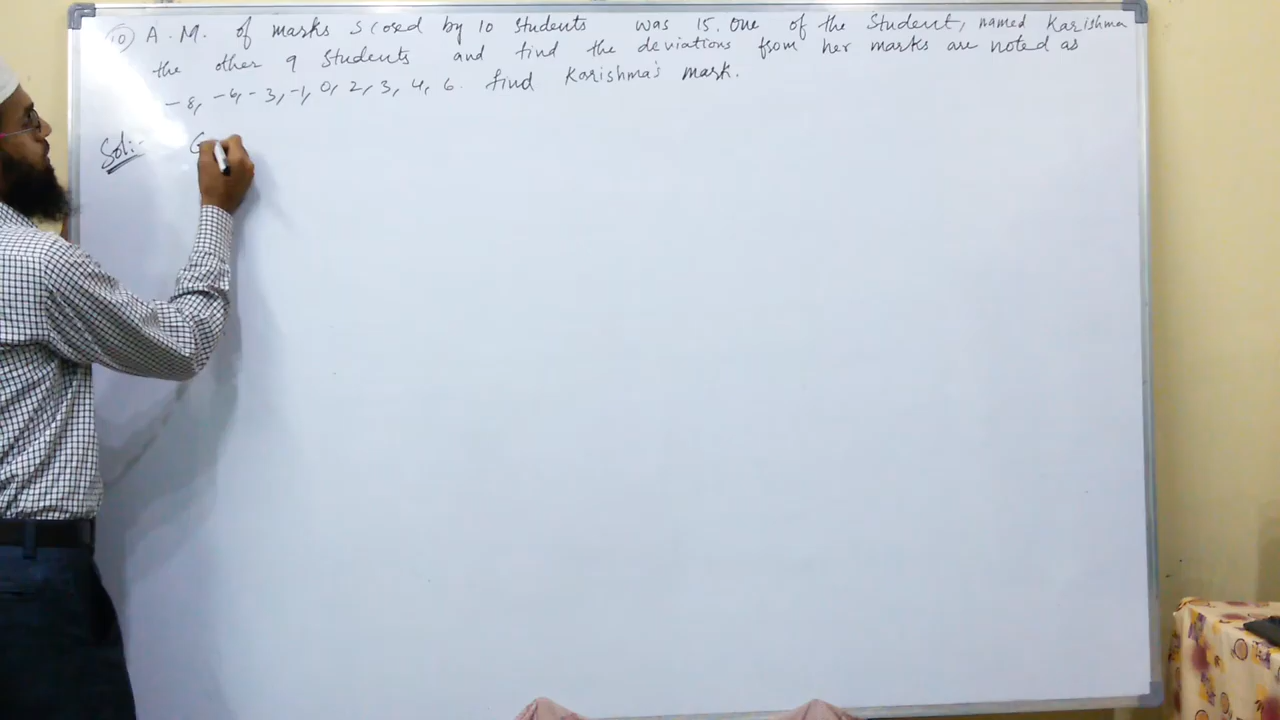 10) A.M. of marks scored by 10 students was 15. One of the student, named Karishma
the other 9 students and find the deviations from her marks are noted as
-8, -6, -3, -1, 0, 2, 3, 4, 6. find Karishma's mark.
Sol:- G